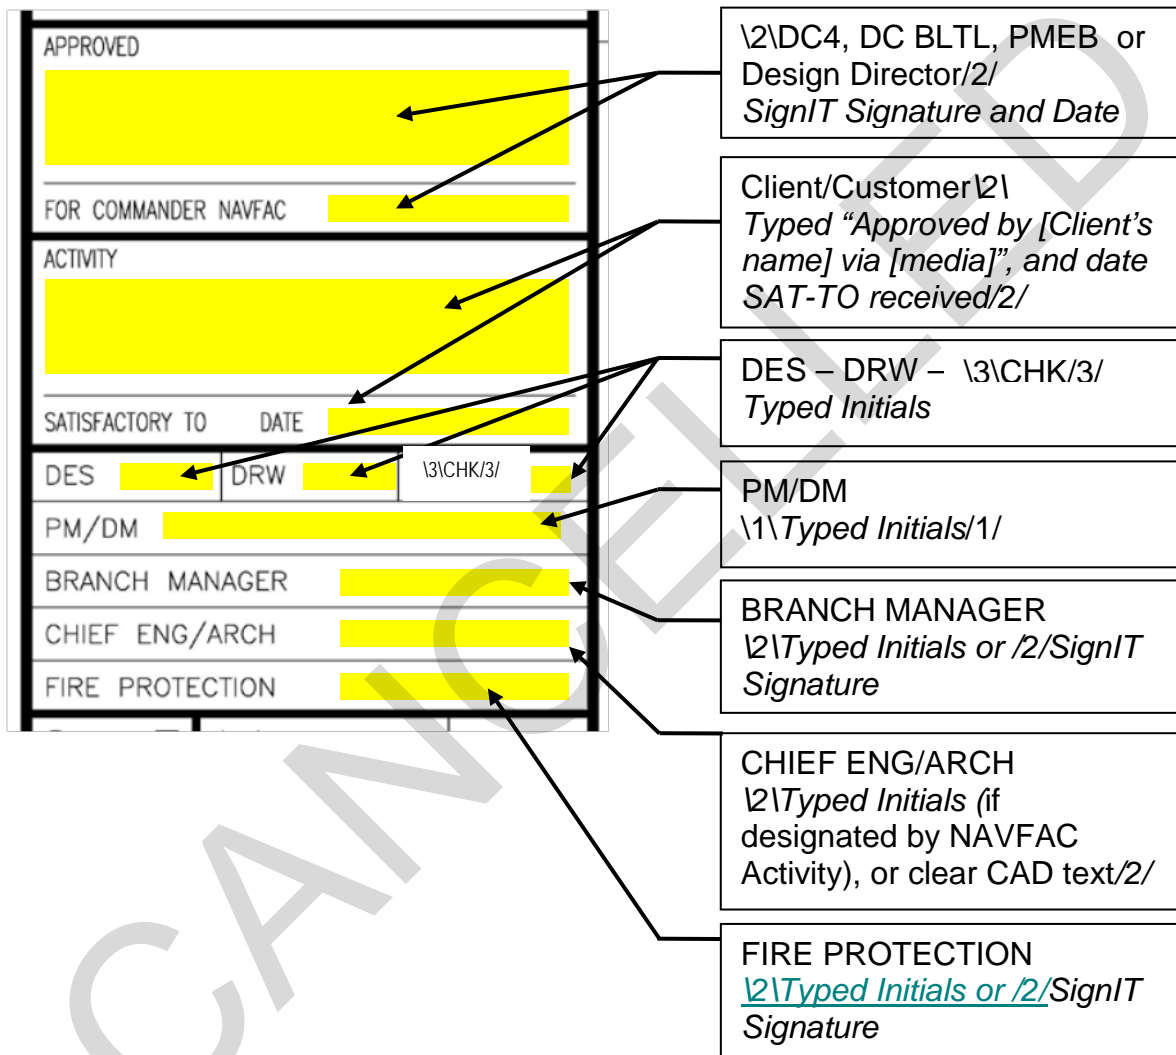 APPROVED
FOR COMMANDER NAVFAC
ACTIVITY
SATISFACTORY TO DATE
DES DRW \3\CHK/3/
PM/DM
BRANCH MANAGER
CHIEF ENG/ARCH
FIRE PROTECTION
\2\DC4, DC BLTL, PMEB or
Design Director/2/
SignIT Signature and Date
Client/Customer\2\
Typed “Approved by [Client’s
name] via [media]”, and date
SAT-TO received/2/
DES – DRW – \3\CHK/3/
Typed Initials
PM/DM
\1\Typed Initials/1/
BRANCH MANAGER
\2\Typed Initials or /2/SignIT
Signature
CHIEF ENG/ARCH
\2\Typed Initials (if
designated by NAVFAC
Activity), or clear CAD text/2/
FIRE PROTECTION
\2\Typed Initials or /2/SignIT
Signature
CANCELLED